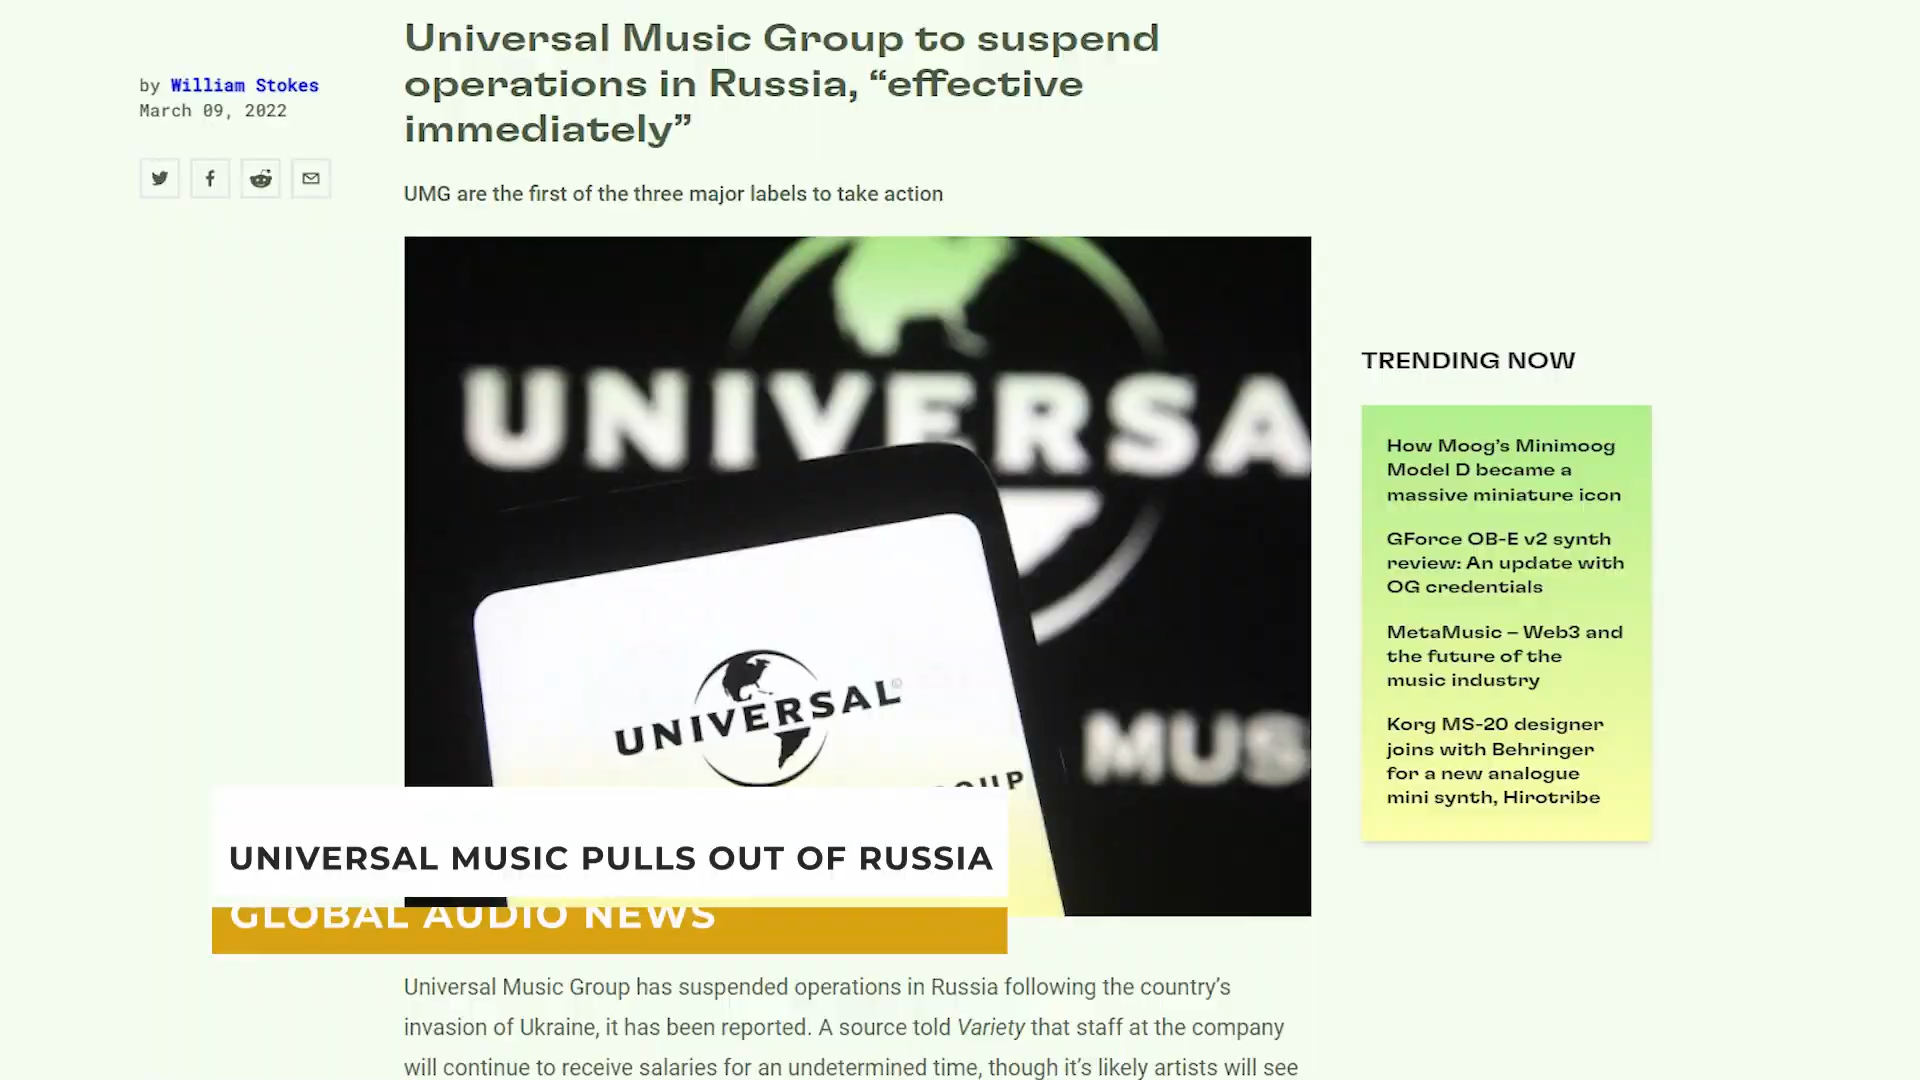 Universal Music Group to suspend
operations in Russia, “effective
immediately”
by William Stokes
March 09, 2022
UMG are the first of the three major labels to take action
UNIVERSA
MUS
UNIVERSAL
TRENDING NOW
How Moog’s Minimoog
Model D became a
massive miniature icon
GForce OB-E v2 synth
review: An update with
OG credentials
MetaMusic – Web3 and
the future of the
music industry
Korg MS-20 designer
joins with Behringer
for a new analogue
mini synth, Hirotribe
UNIVERSAL MUSIC PULLS OUT OF RUSSIA
GLOBAL AUDIO NEWS
Universal Music Group has suspended operations in Russia following the country’s
invasion of Ukraine, it has been reported. A source told Variety that staff at the company
will continue to receive salaries for an undetermined time, though it’s likely artists will see